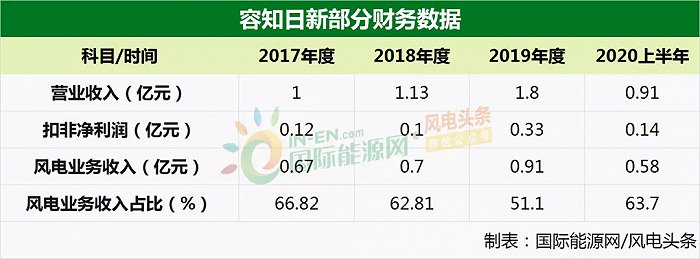 容知日新部分财务数据
科目/时间 2017年度 2018年度 2019年度 2020上半年
营业收入（亿元） 1 1.13 1.8 0.91
扣非净利润（亿元） 0.12 0.1 0.33 0.14
风电业务收入（亿元） 0.67 0.7 0.91 0.58
风电业务收入占比（%） 66.82 62.81 51.1 63.7
IN-EN.com
国际能源网
风电头条
微信公众号
制表：国际能源网/风电头条